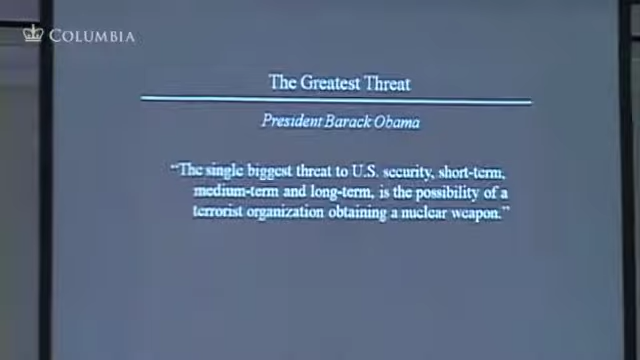 COLUMBIA
The Greatest Threat
President Barack Obama
"The single biggest threat to U.S. security, short-term,
medium-term and long-term, is the possibility of a
terrorist organization obtaining a nuclear weapon."